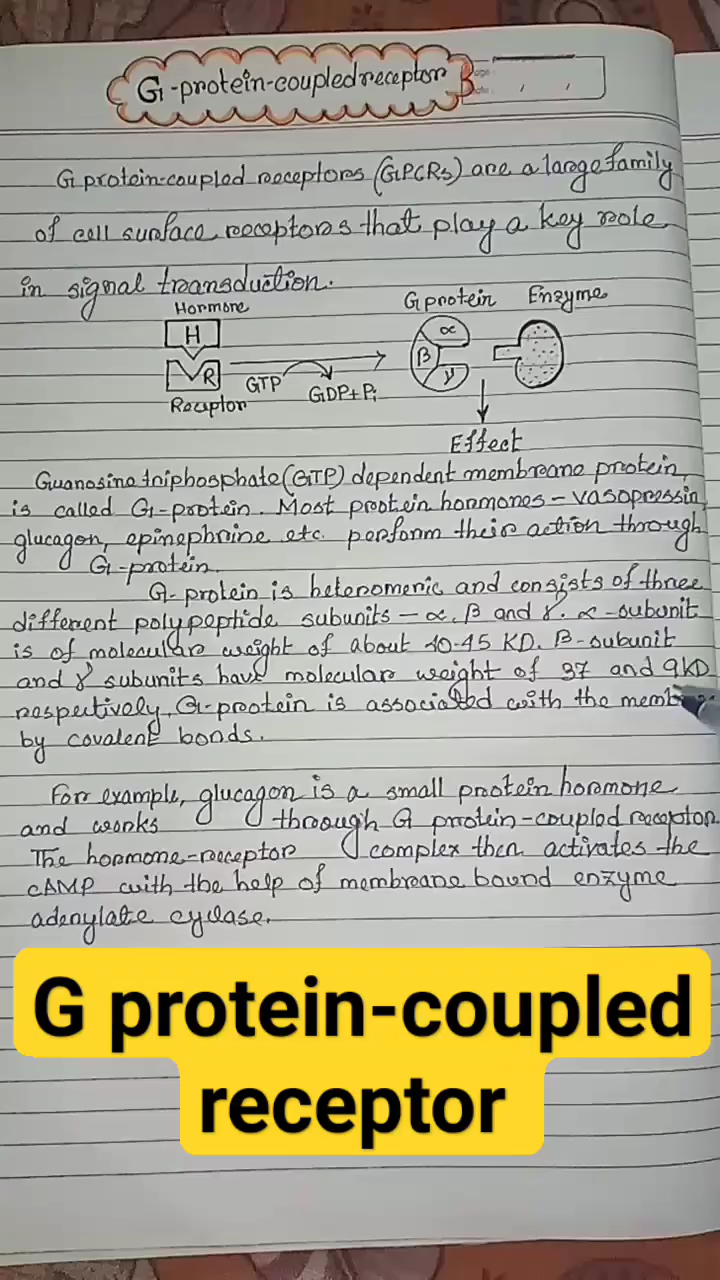 G-protein-coupled receptor
G protein-coupled receptors (GPCRs) are a large family
of cell surface receptors that play a key role
in signal transduction.
Hormone
G protein Enzyme
H
α
β
γ
R
GTP
GDP+Pi
Receptor
Effect
Guanosine triphosphate (GTP) dependent membrane protein
is called G-protein. Most protein hormones - vasopressin,
glucagon, epinephrine etc. perform their action through
G-protein.
G-protein is heteromeric and consists of three
different polypeptide subunits - α, β and γ. α-subunit
is of molecular weight of about 40-45 KD. β-subunit
and γ subunits have molecular weight of 37 and 9KD
respectively. G-protein is associated with the
by covalent bonds.
For example, glucagon is a small protein hormone
and works through G protein-coupled receptor.
The hormone-receptor complex then activates the
cAMP with the help of membrane bound enzyme
adenylate cyclase.
G protein-coupled
receptor